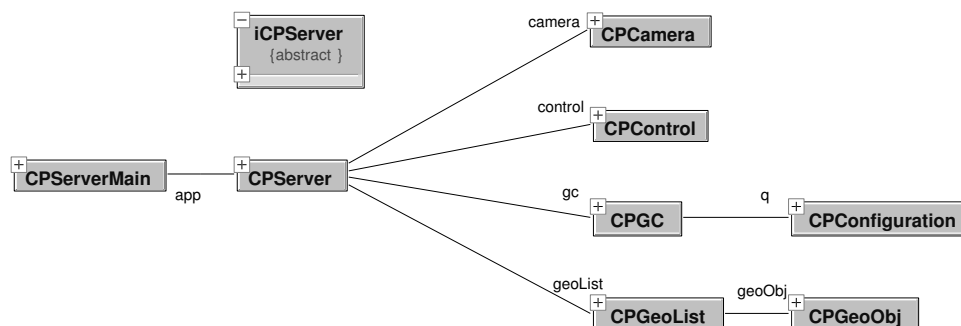 camera
CPCamera
iCPServer
{abstract }
control
CPControl
CPServerMain
app
CPServer
gc
CPGC
q
CPConfiguration
geoList
CPGeoList
geoObj
CPGeoObj